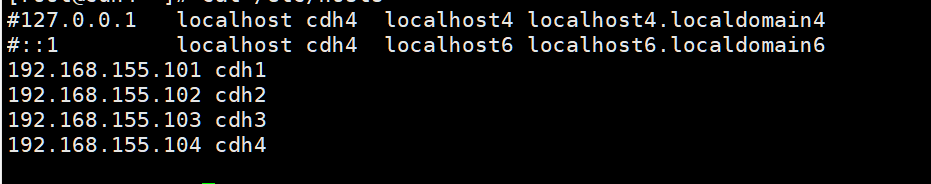 #127.0.0.1   localhost cdh4  localhost4 localhost4.localdomain4
#::1         localhost cdh4  localhost6 localhost6.localdomain6
192.168.155.101 cdh1
192.168.155.102 cdh2
192.168.155.103 cdh3
192.168.155.104 cdh4